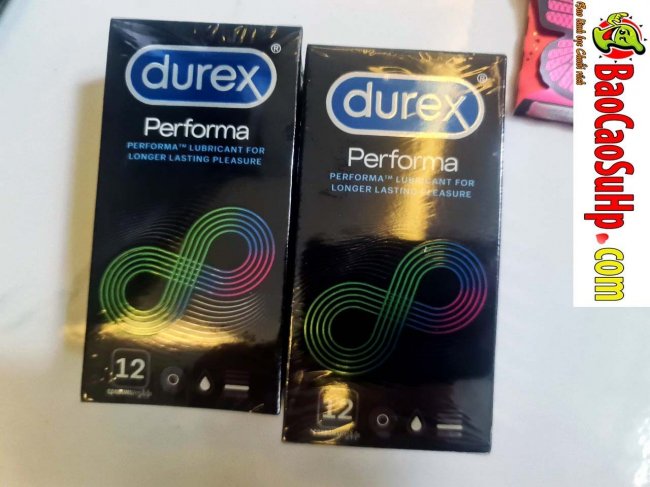 durex®
Performa
PERFORMA™ LUBRICANT FOR
LONGER LASTING PLEASURE
12
durex®
Performa
PERFORMA™ LUBRICANT FOR
LONGER LASTING PLEASURE
12
BaoCaoSuHp.com